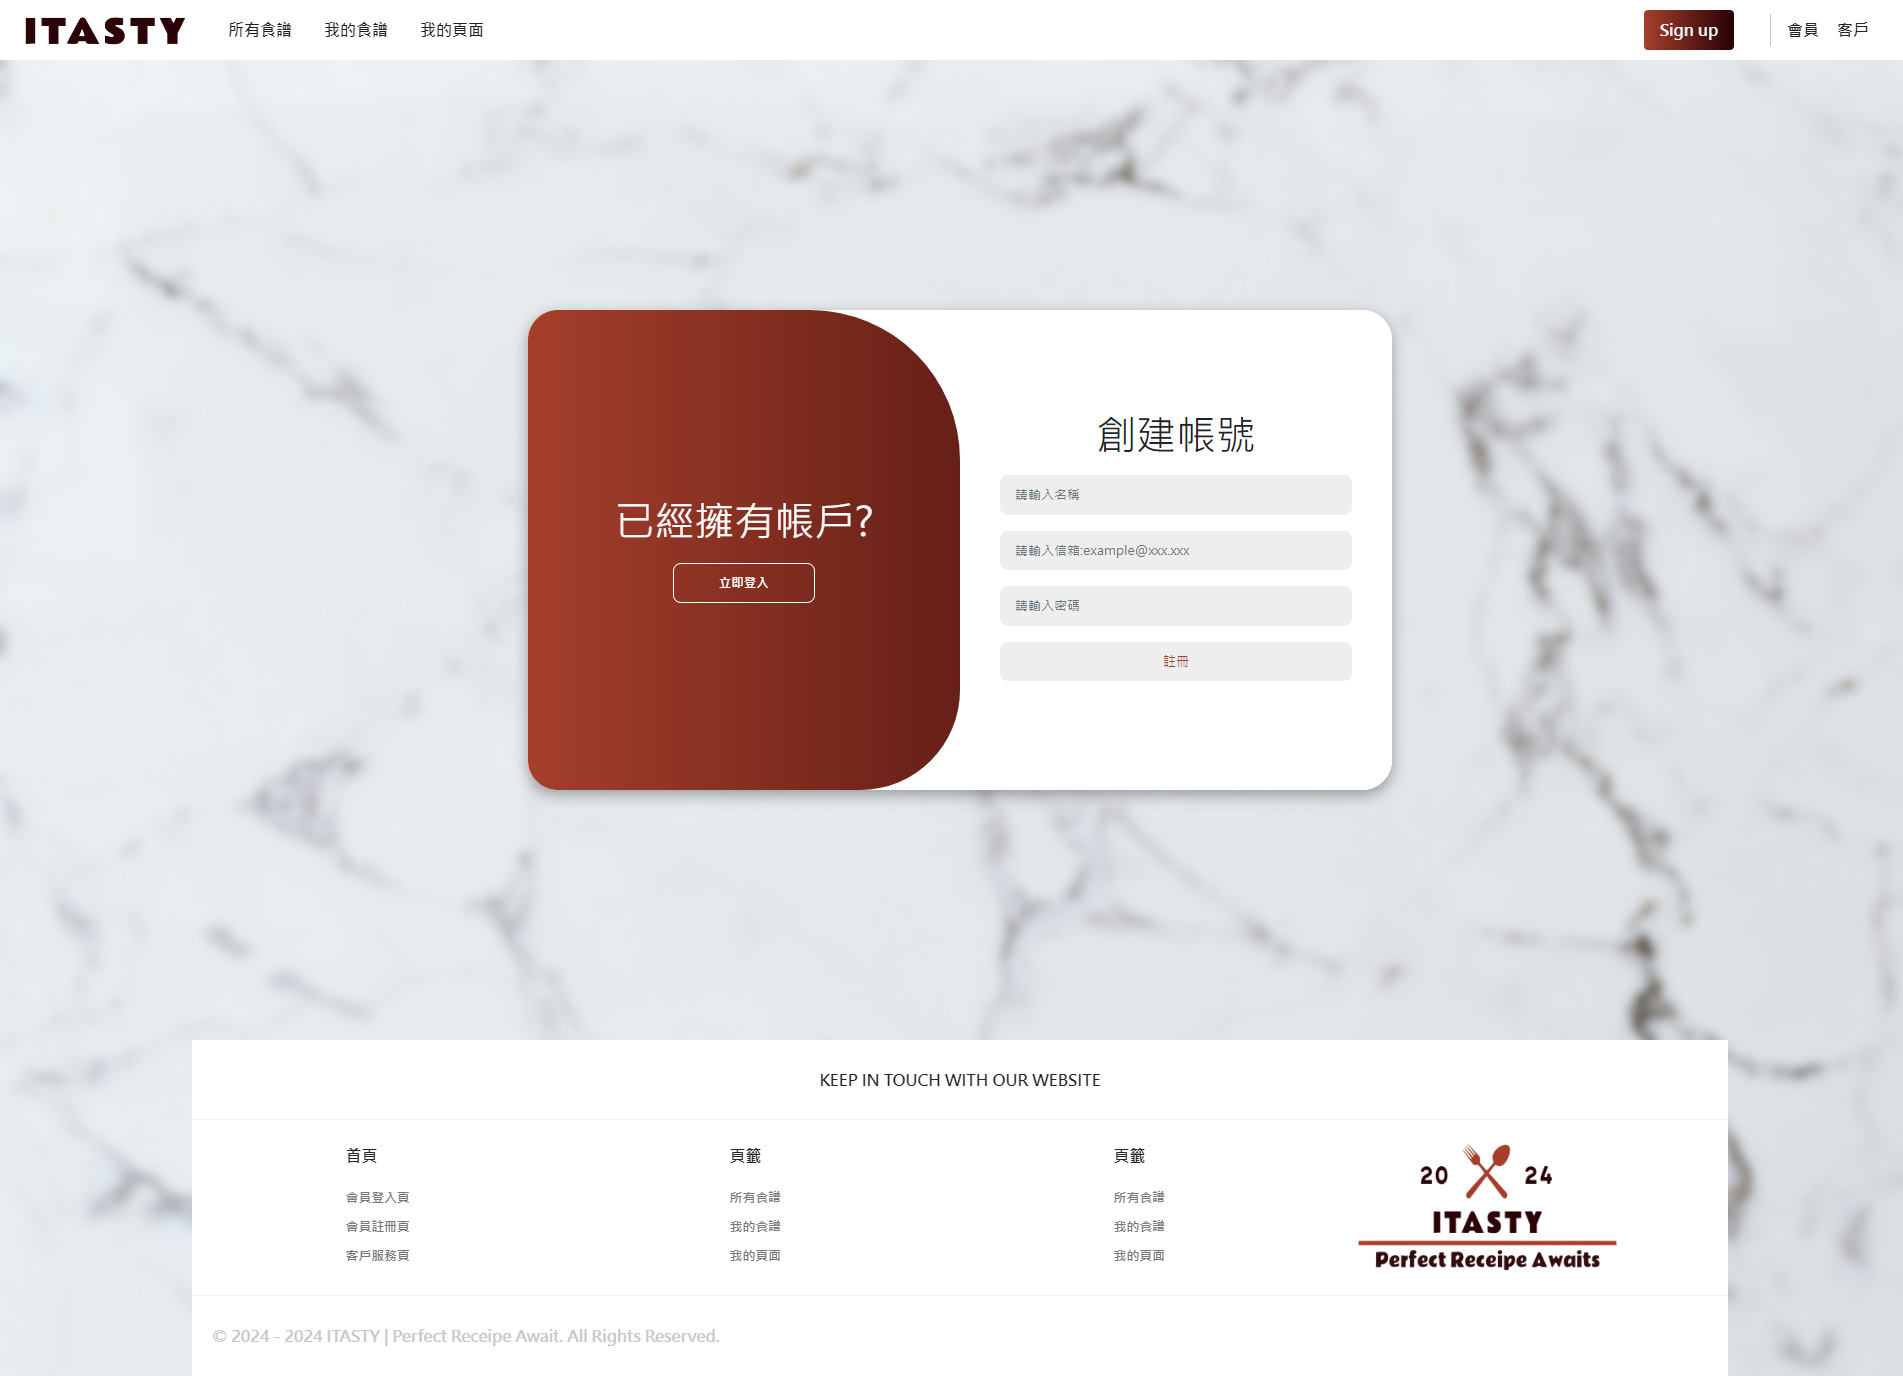 ITASTY 所有食譜 我的食譜 我的頁面 Sign up 會員 客戶
已經擁有帳戶?
立即登入
創建帳號
請輸入名稱
請輸入信箱:example@xxx.xxx
請輸入密碼
註冊
KEEP IN TOUCH WITH OUR WEBSITE
首頁
會員登入頁
會員註冊頁
客戶服務頁
頁籤
所有食譜
我的食譜
我的頁面
頁籤
所有食譜
我的食譜
我的頁面
20 24
ITASTY
Perfect Receipe Awaits
© 2024 - 2024 ITASTY | Perfect Receipe Await. All Rights Reserved.